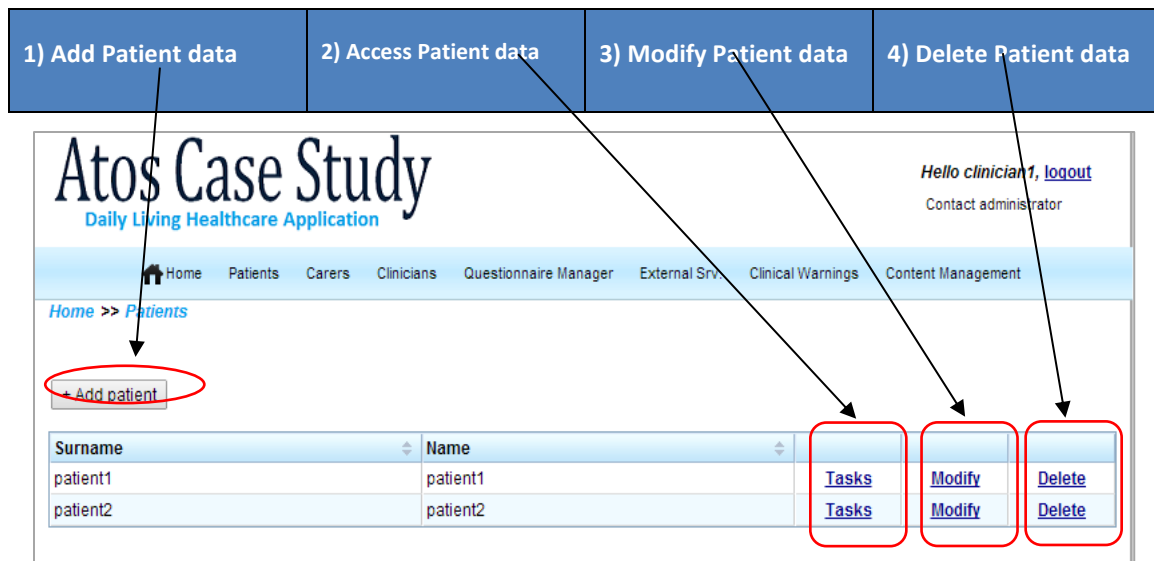 1) Add Patient data 2) Access Patient data 3) Modify Patient data 4) Delete Patient data
Atos Case Study
Daily Living Healthcare Application
Hello clinician1, logout
Contact administrator
Home Patients Carers Clinicians Questionnaire Manager External Srv. Clinical Warnings Content Management
Home >> Patients
+ Add patient
Surname Name
patient1 patient1 Tasks Modify Delete
patient2 patient2 Tasks Modify Delete